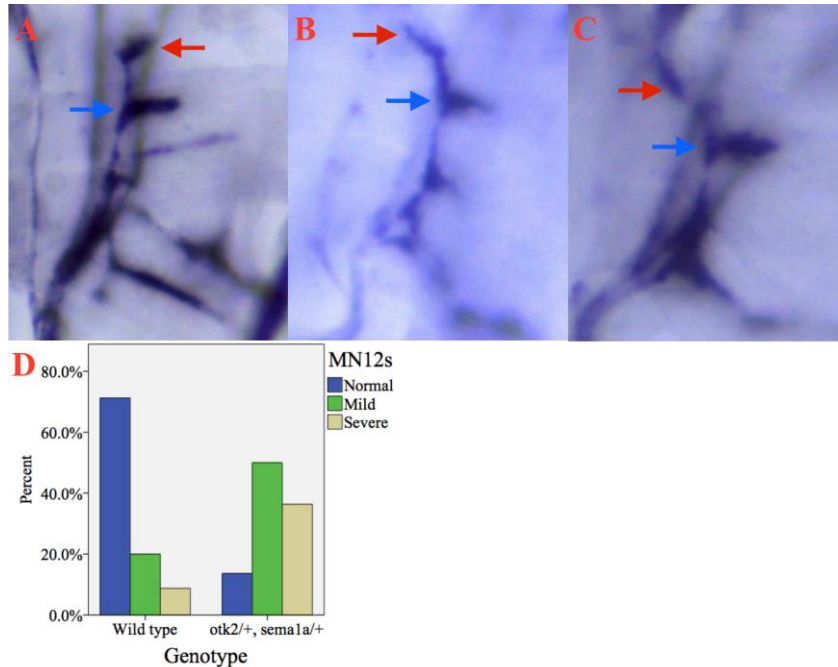 A
B
C
D
MN12s
Normal
Mild
Severe
80.0%
60.0%
40.0%
20.0%
0.0%
Percent
Wild type
otk2/+, sema1a/+
Genotype